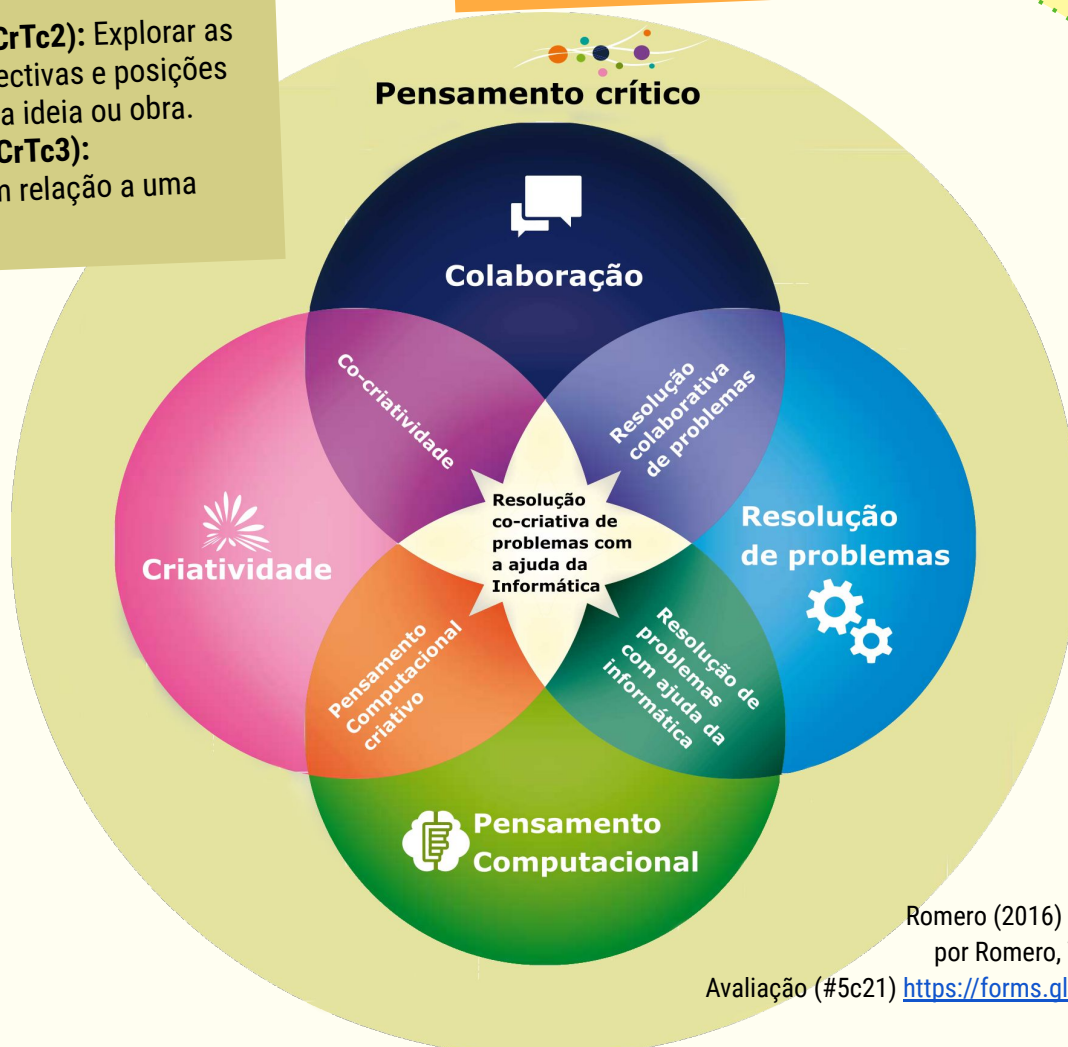 CrTc2): Explorar as
ectivas e posições
a ideia ou obra.
CrTc3):
relação a uma
Pensamento crítico
Colaboração
Co-criatividade
Resolução
colaborativa
de problemas
Resolução
co-criativa de
problemas com
a ajuda da
Informática
Criatividade
Resolução
de problemas
Pensamento
Computacional
criativo
Resolução de
problemas
com ajuda da
informática
Pensamento
Computacional
Romero (2016)
por Romero,
Avaliação (#5c21) https://forms.gl